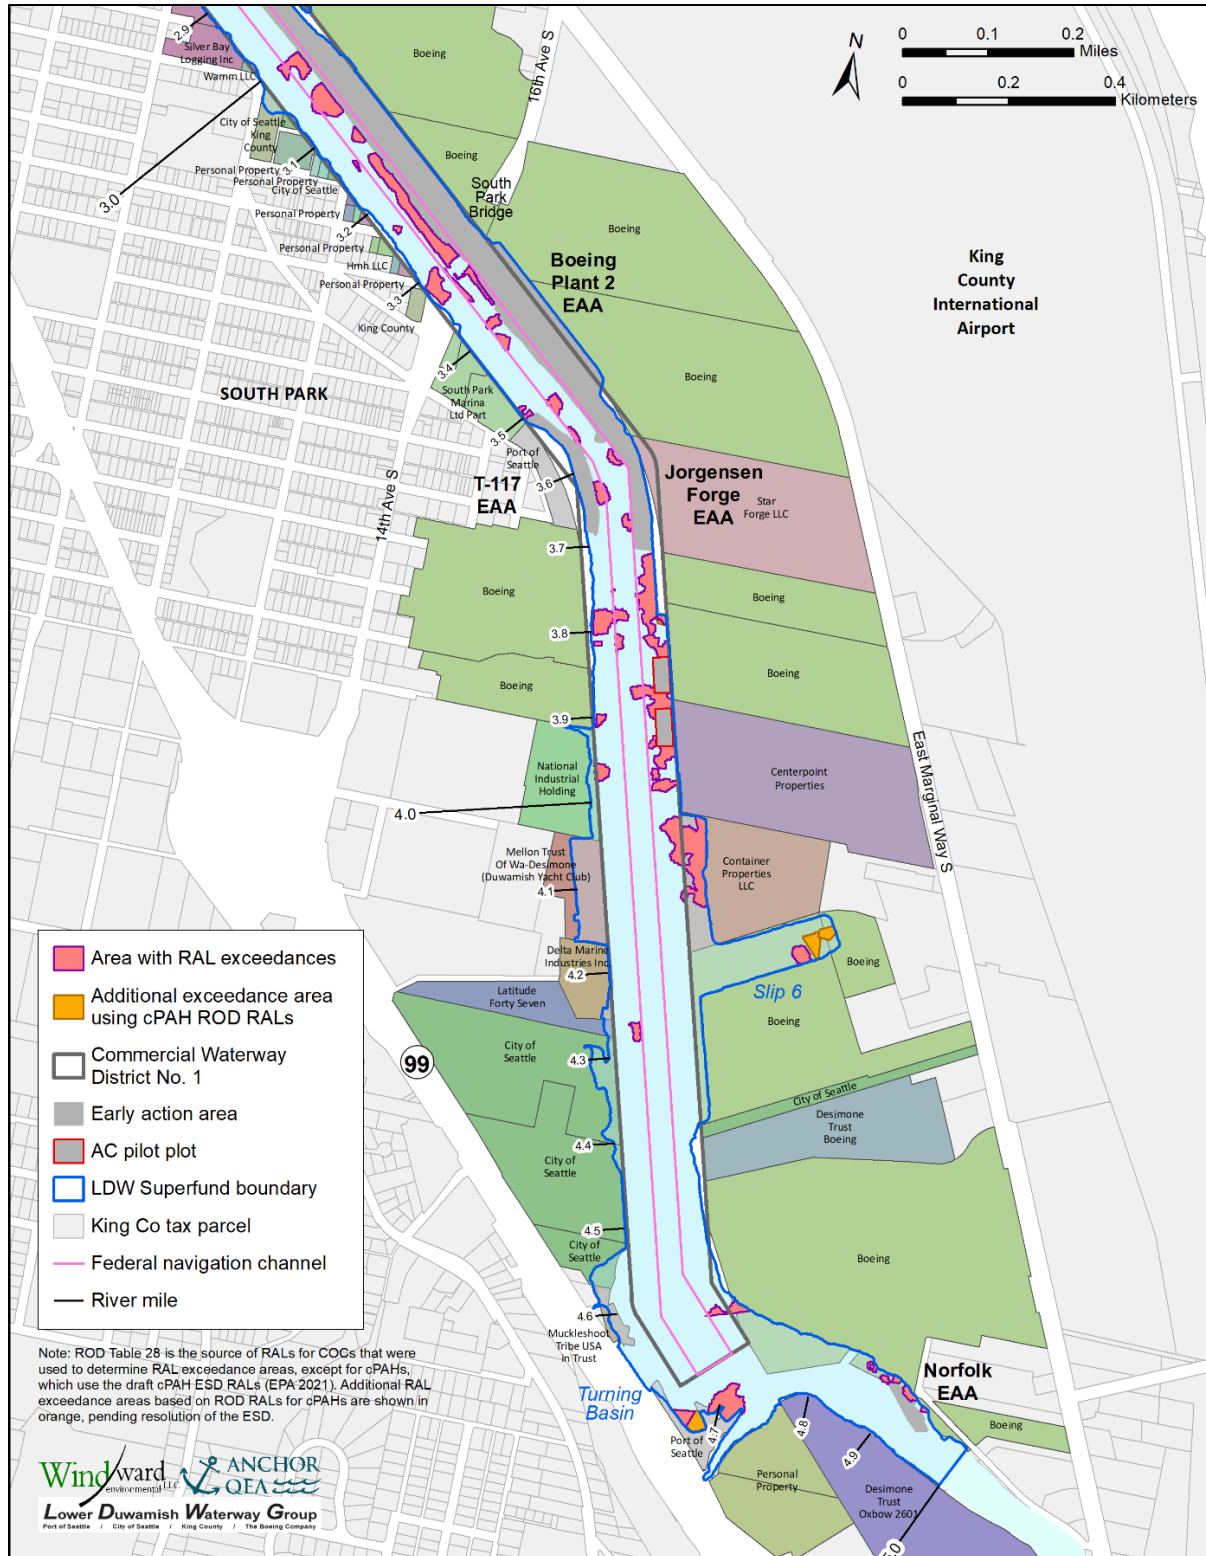 2.9
Silver Bay
Logging Inc
Wamm LLC
Boeing
16th Ave S
N
0 0.1 0.2
Miles
0 0.2 0.4
Kilometers
City of Seattle
King
County
3.1
Personal Property
Personal Property
City of Seattle
3.0
Personal Property
3.2
Personal Property
Hmh LLC
Personal Property
3.3
King County
Boeing
South
Park
Bridge
Boeing
Boeing
Plant 2
EAA
King
County
International
Airport
Boeing
SOUTH PARK
3.4
South Park
Marina
Ltd Part
3.5
Port of
Seattle
3.6
T-117
EAA
14th Ave S
Jorgensen
Forge
EAA
Star
Forge LLC
3.7
Boeing
Boeing
3.8
Boeing
Boeing
3.9
National
Industrial
Holding
Centerpoint
Properties
East Marginal Way S
4.0
Mellon Trust
Of Wa-Desimone
(Duwamish Yacht Club)
4.1
Container
Properties
LLC
Delta Marine
Industries Inc.
4.2
Boeing
Slip 6
Latitude
Forty Seven
Boeing
City of
Seattle
4.3
99
City of Seattle
Desimone
Trust
Boeing
4.4
City of
Seattle
4.5
City of
Seattle
Boeing
4.6
Muckleshoot
Tribe USA
In Trust
Norfolk
EAA
Boeing
Turning
Basin
4.7
Port of
Seattle
4.8
4.9
Personal
Property
Desimone
Trust
Oxbow 2601
5.0
Area with RAL exceedances
Additional exceedance area
using cPAH ROD RALs
Commercial Waterway
District No. 1
Early action area
AC pilot plot
LDW Superfund boundary
King Co tax parcel
Federal navigation channel
River mile
Note: ROD Table 28 is the source of RALs for COCs that were
used to determine RAL exceedance areas, except for cPAHs,
which use the draft cPAH ESD RALs (EPA 2021). Additional RAL
exceedance areas based on ROD RALs for cPAHs are shown in
orange, pending resolution of the ESD.
Windward
environmental LLC
ANCHOR
QEA
Lower Duwamish Waterway Group
Port of Seattle / City of Seattle / King County / The Boeing Company